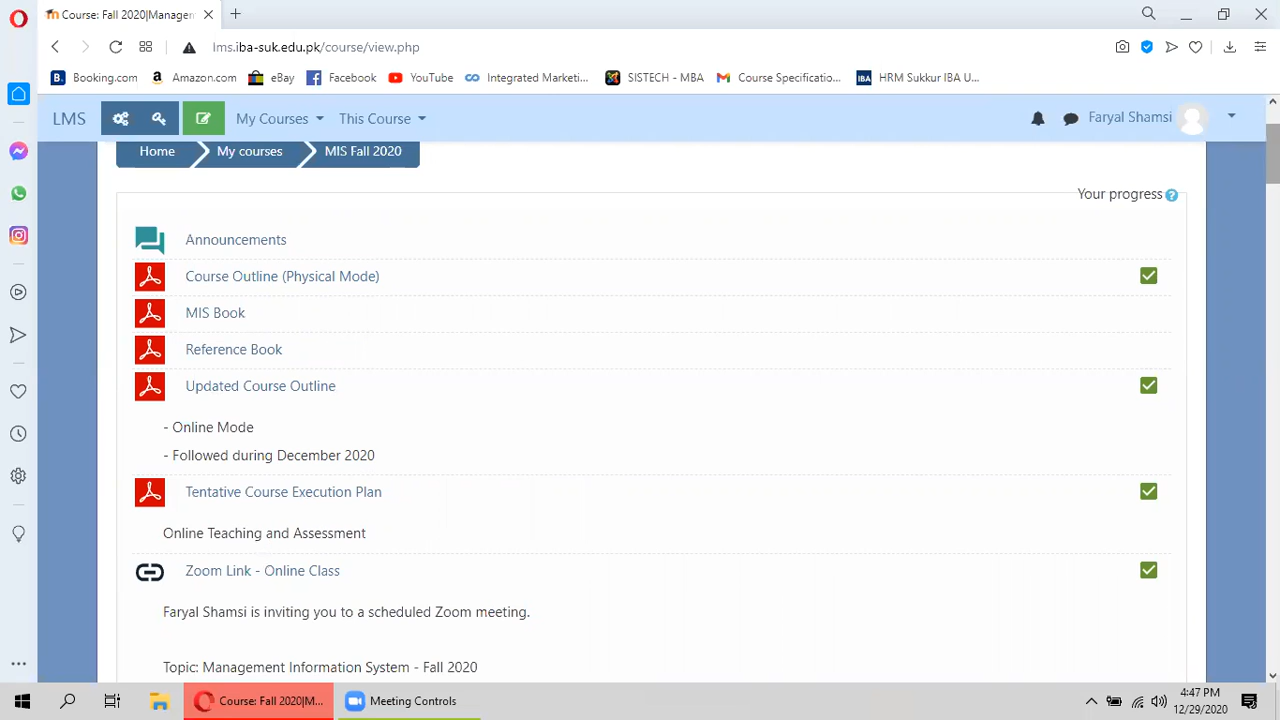 Course: Fall 2020|Managem
lms.iba-suk.edu.pk/course/view.php
Booking.com Amazon.com eBay Facebook YouTube Integrated Marketi... SISTECH - MBA Course Specificatio... HRM Sukkur IBA U...
LMS My Courses This Course Faryal Shamsi
Home My courses MIS Fall 2020
Your progress
Announcements
Course Outline (Physical Mode)
MIS Book
Reference Book
Updated Course Outline
- Online Mode
- Followed during December 2020
Tentative Course Execution Plan
Online Teaching and Assessment
Zoom Link - Online Class
Faryal Shamsi is inviting you to a scheduled Zoom meeting.
Topic: Management Information System - Fall 2020
Course: Fall 2020|M... Meeting Controls
4:47 PM
12/29/2020